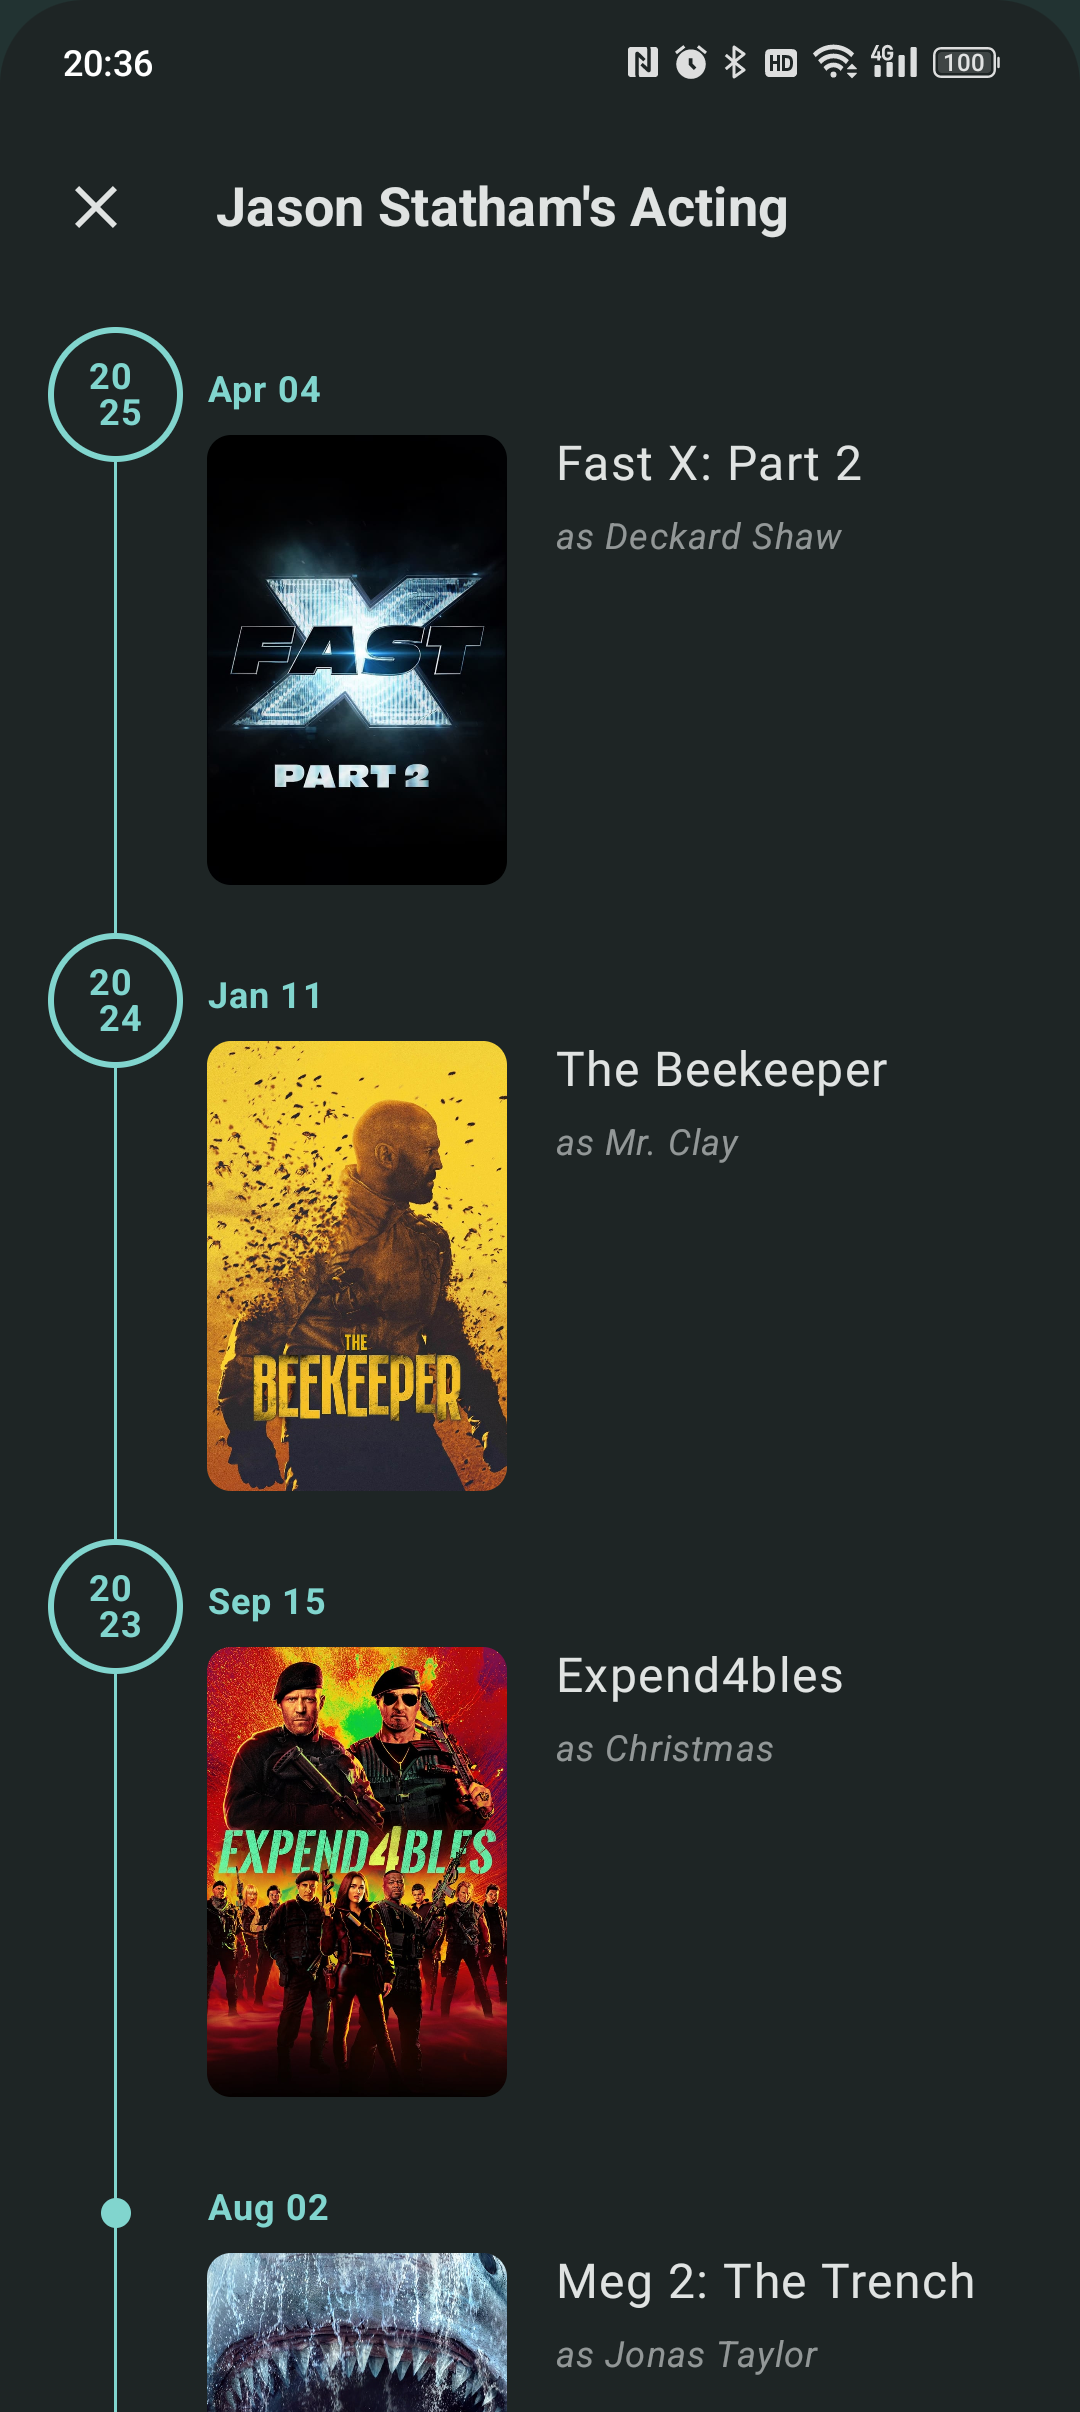 20:36
HD
4G
100
Jason Statham's Acting
20
25
Apr 04
Fast X: Part 2
as Deckard Shaw
FAST
X
PART 2
20
24
Jan 11
The Beekeeper
as Mr. Clay
THE
BEEKEEPER
20
23
Sep 15
Expend4bles
as Christmas
EXPEND4BLES
Aug 02
Meg 2: The Trench
as Jonas Taylor